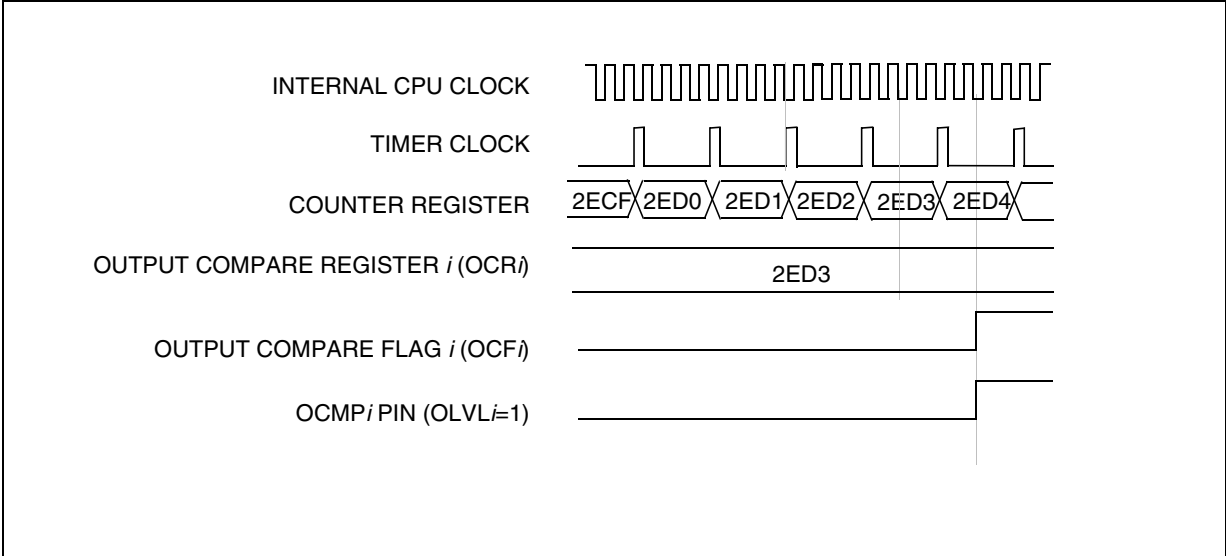 INTERNAL CPU CLOCK
TIMER CLOCK
COUNTER REGISTER 2ECF 2ED0 2ED1 2ED2 2ED3 2ED4
OUTPUT COMPARE REGISTER i (OCRi)
2ED3
OUTPUT COMPARE FLAG i (OCFi)
OCMPi PIN (OLVLi=1)